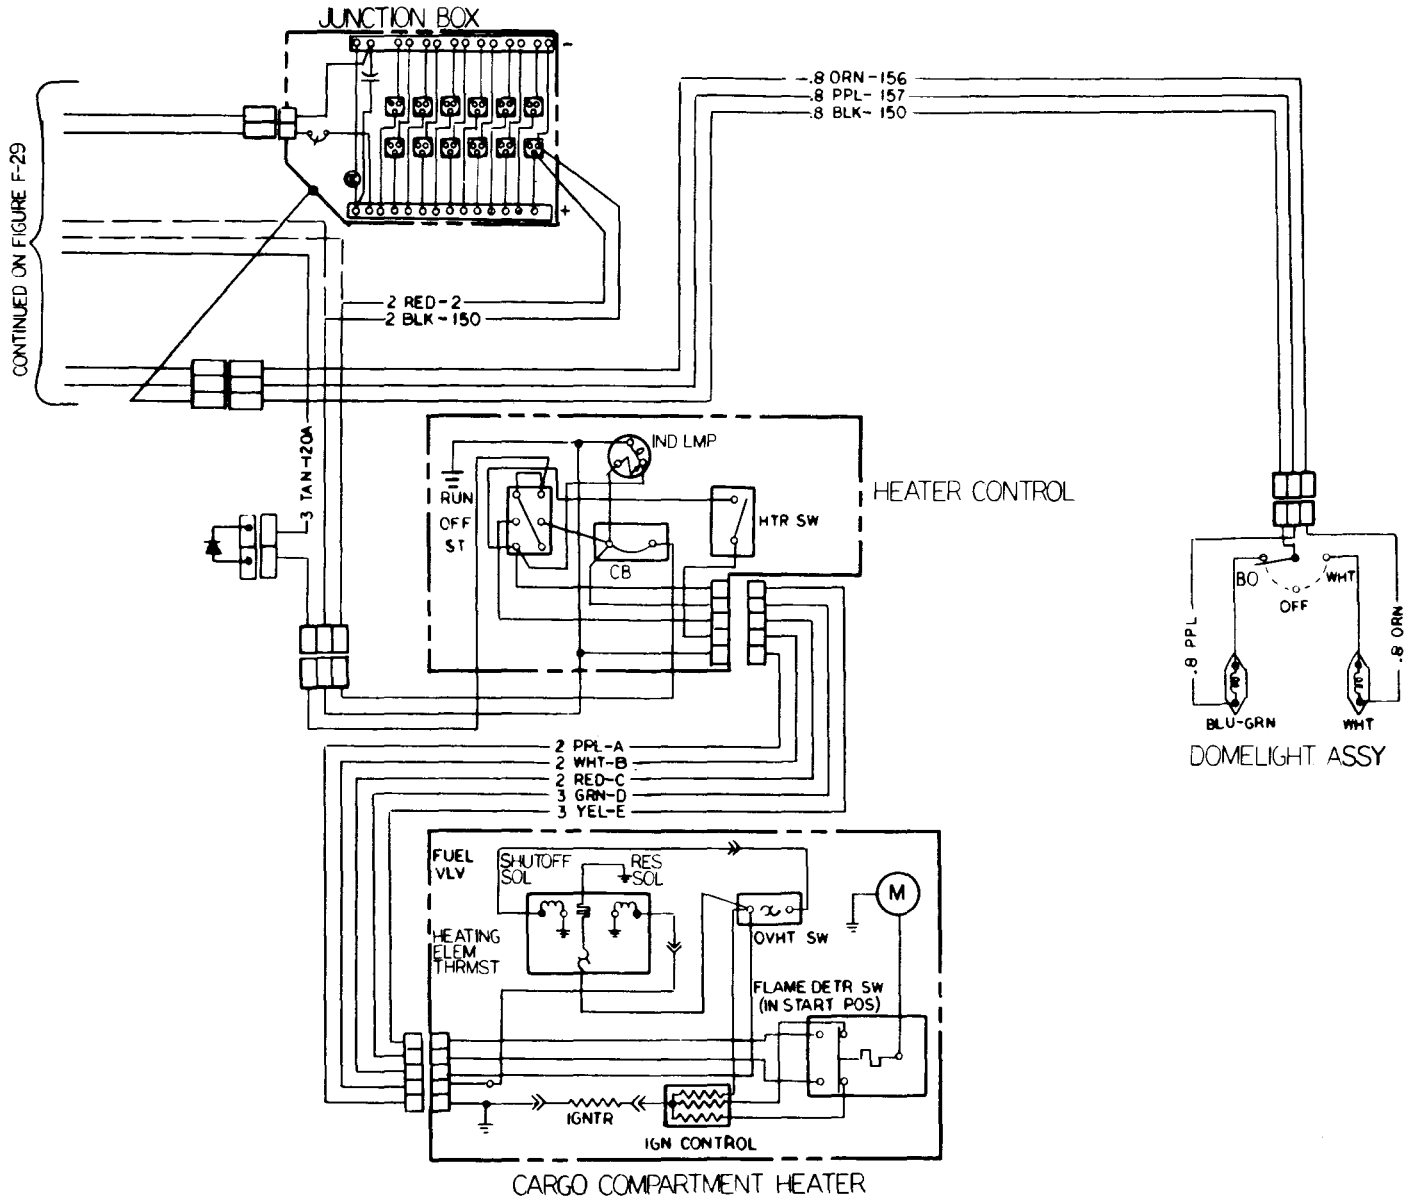 JUNCTION BOX
-
+
CONTINUED ON FIGURE F-29
.8 ORN-156
.8 PPL-157
.8 BLK-150
2 RED-2
2 BLK-150
3 TAN-120A
IND LMP
RUN
OFF
ST
HTR SW
CB
HEATER CONTROL
BO
WHT
OFF
.8 PPL
.8 ORN
BLU-GRN
WHT
DOMELIGHT ASSY
2 PPL-A
2 WHT-B
2 RED-C
3 GRN-D
3 YEL-E
FUEL
VLV
SHUTOFF
SOL
RES
SOL
M
HEATING
ELEM
THRMST
OVHT SW
FLAME DETR SW
(IN START POS)
IGNTR
IGN CONTROL
CARGO COMPARTMENT HEATER